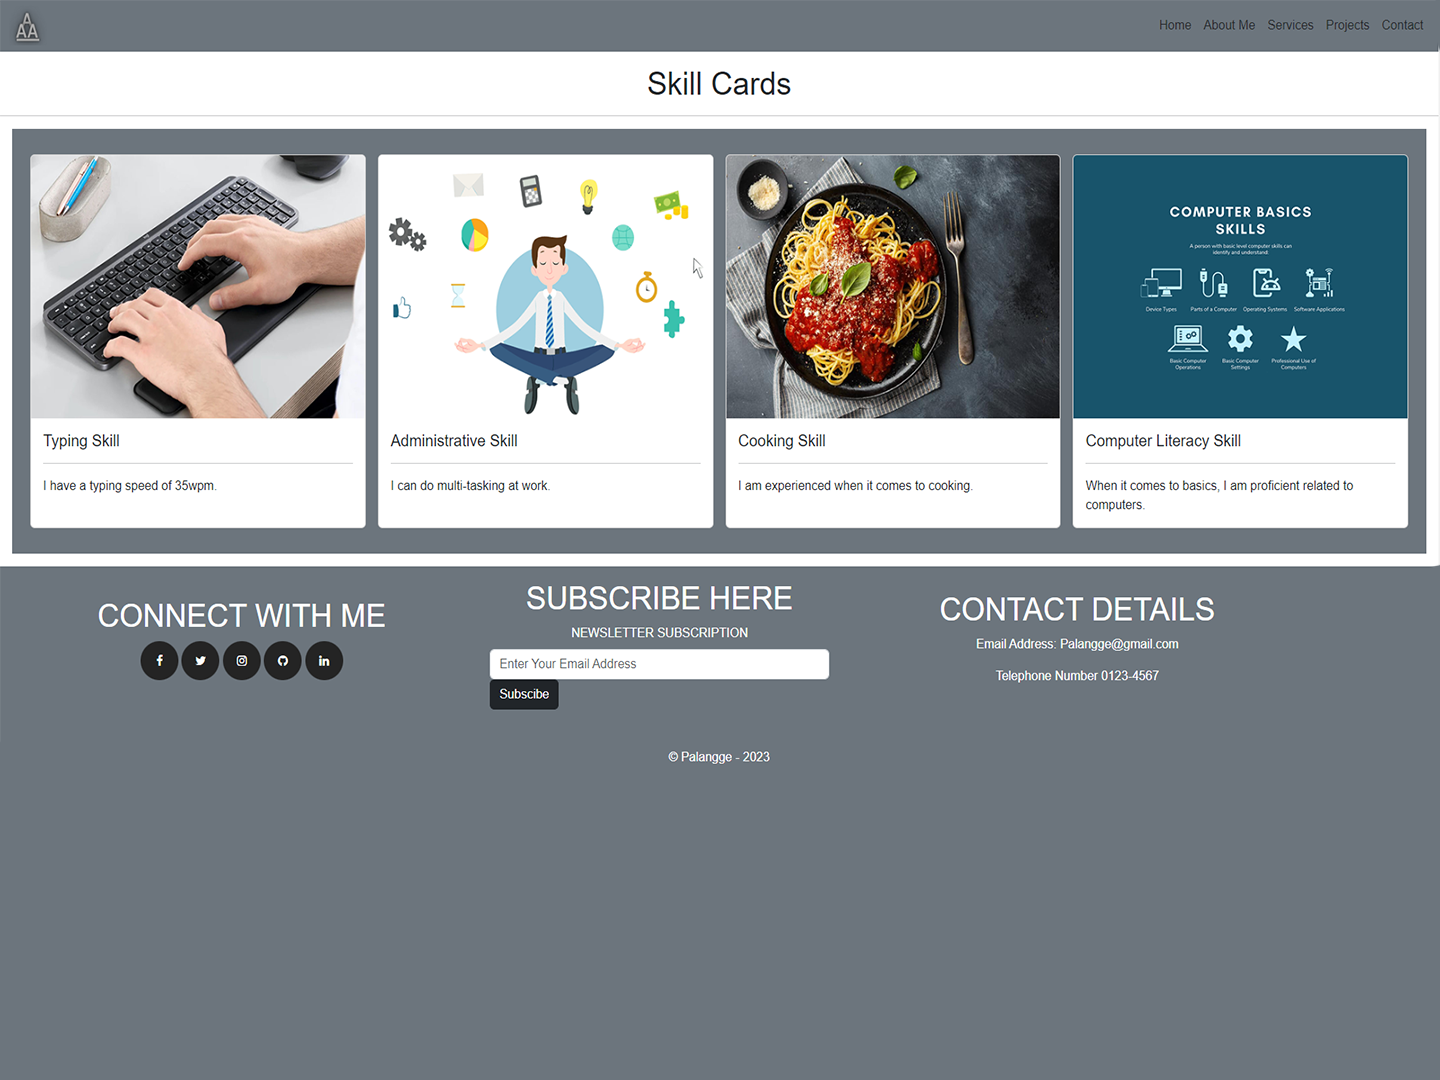 A
AA
Home About Me Services Projects Contact
Skill Cards
COMPUTER BASICS
SKILLS
A person with basic level computer skills can
identify and understand:
Device Types Parts of a Computer Operating Systems Software Applications
Basic Computer
Operations
Basic Computer
Settings
Professional Use of
Computers
Typing Skill
I have a typing speed of 35wpm.
Administrative Skill
I can do multi-tasking at work.
Cooking Skill
I am experienced when it comes to cooking.
Computer Literacy Skill
When it comes to basics, I am proficient related to
computers.
CONNECT WITH ME
SUBSCRIBE HERE
NEWSLETTER SUBSCRIPTION
Enter Your Email Address
Subscibe
CONTACT DETAILS
Email Address: Palangge@gmail.com
Telephone Number 0123-4567
© Palangge - 2023